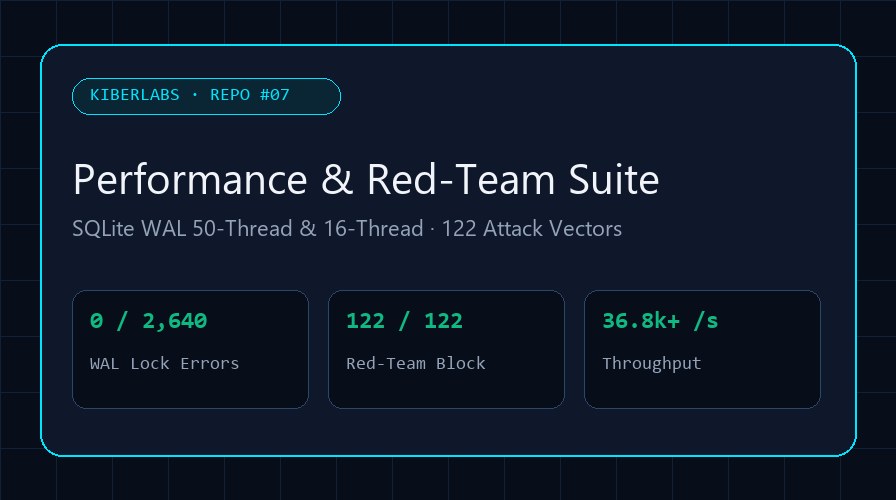 KIBERLABS · REPO #07
Performance & Red-Team Suite
SQLite WAL 50-Thread & 16-Thread · 122 Attack Vectors
0 / 2,640
WAL Lock Errors
122 / 122
Red-Team Block
36.8k+ /s
Throughput